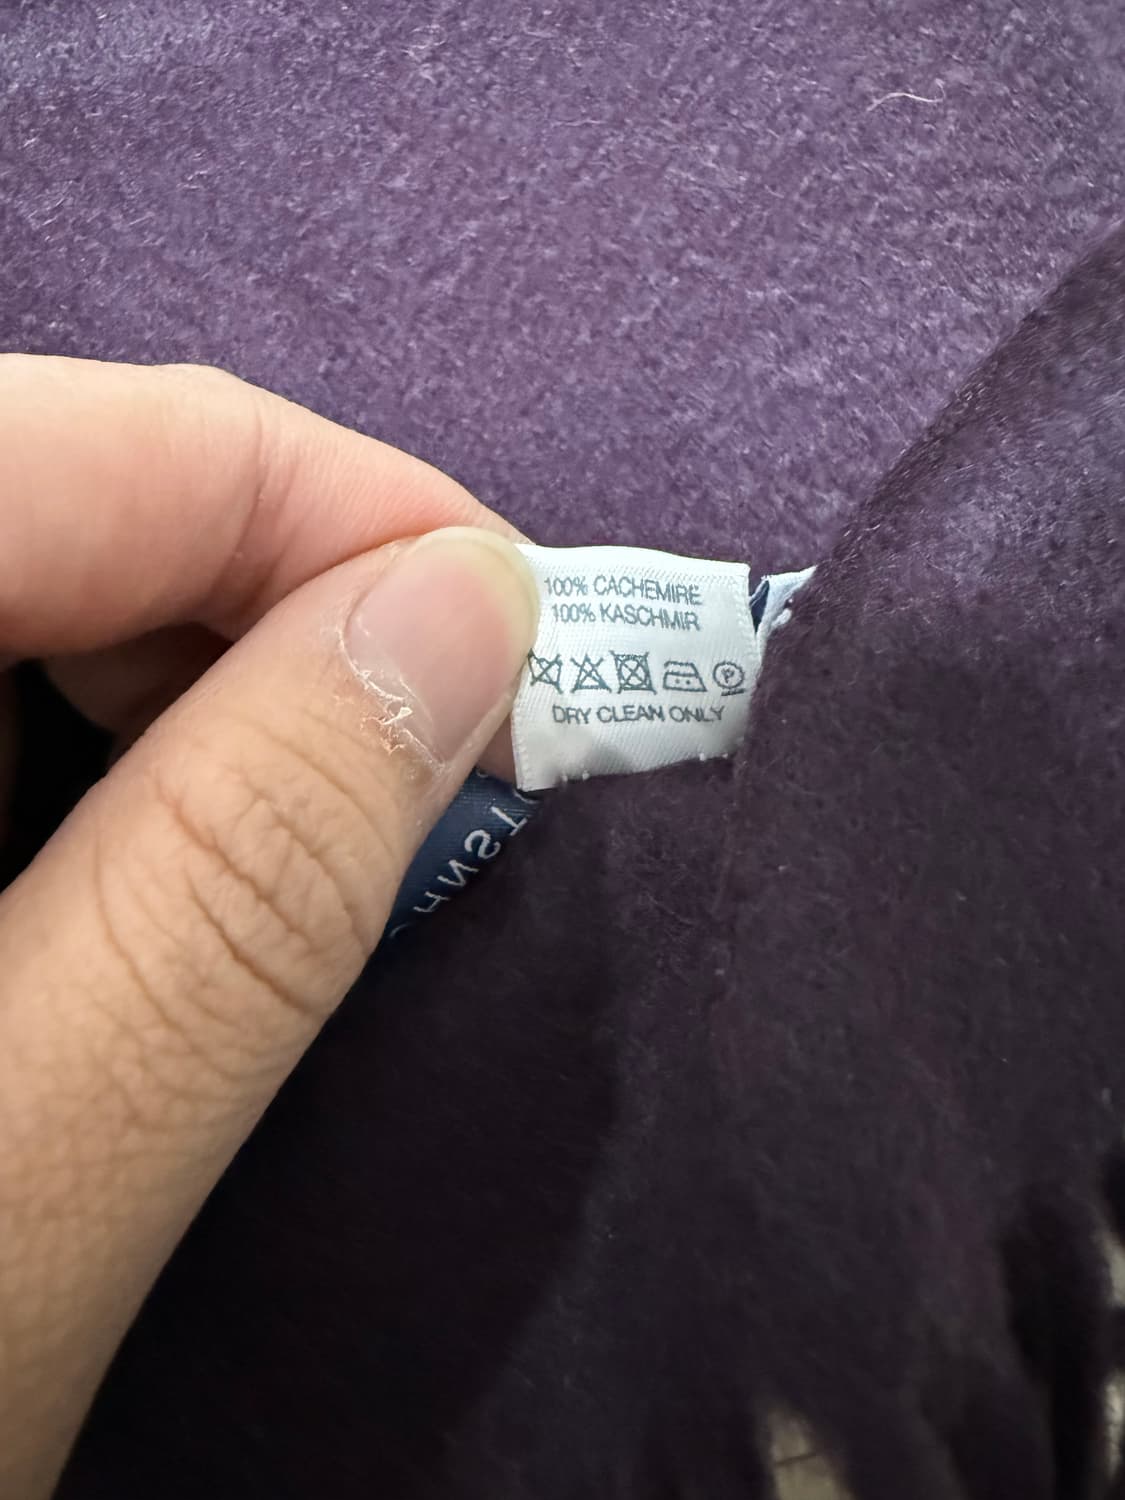 100% CACHEMIRE
100% KASCHMIR
P
DRY CLEAN ONLY